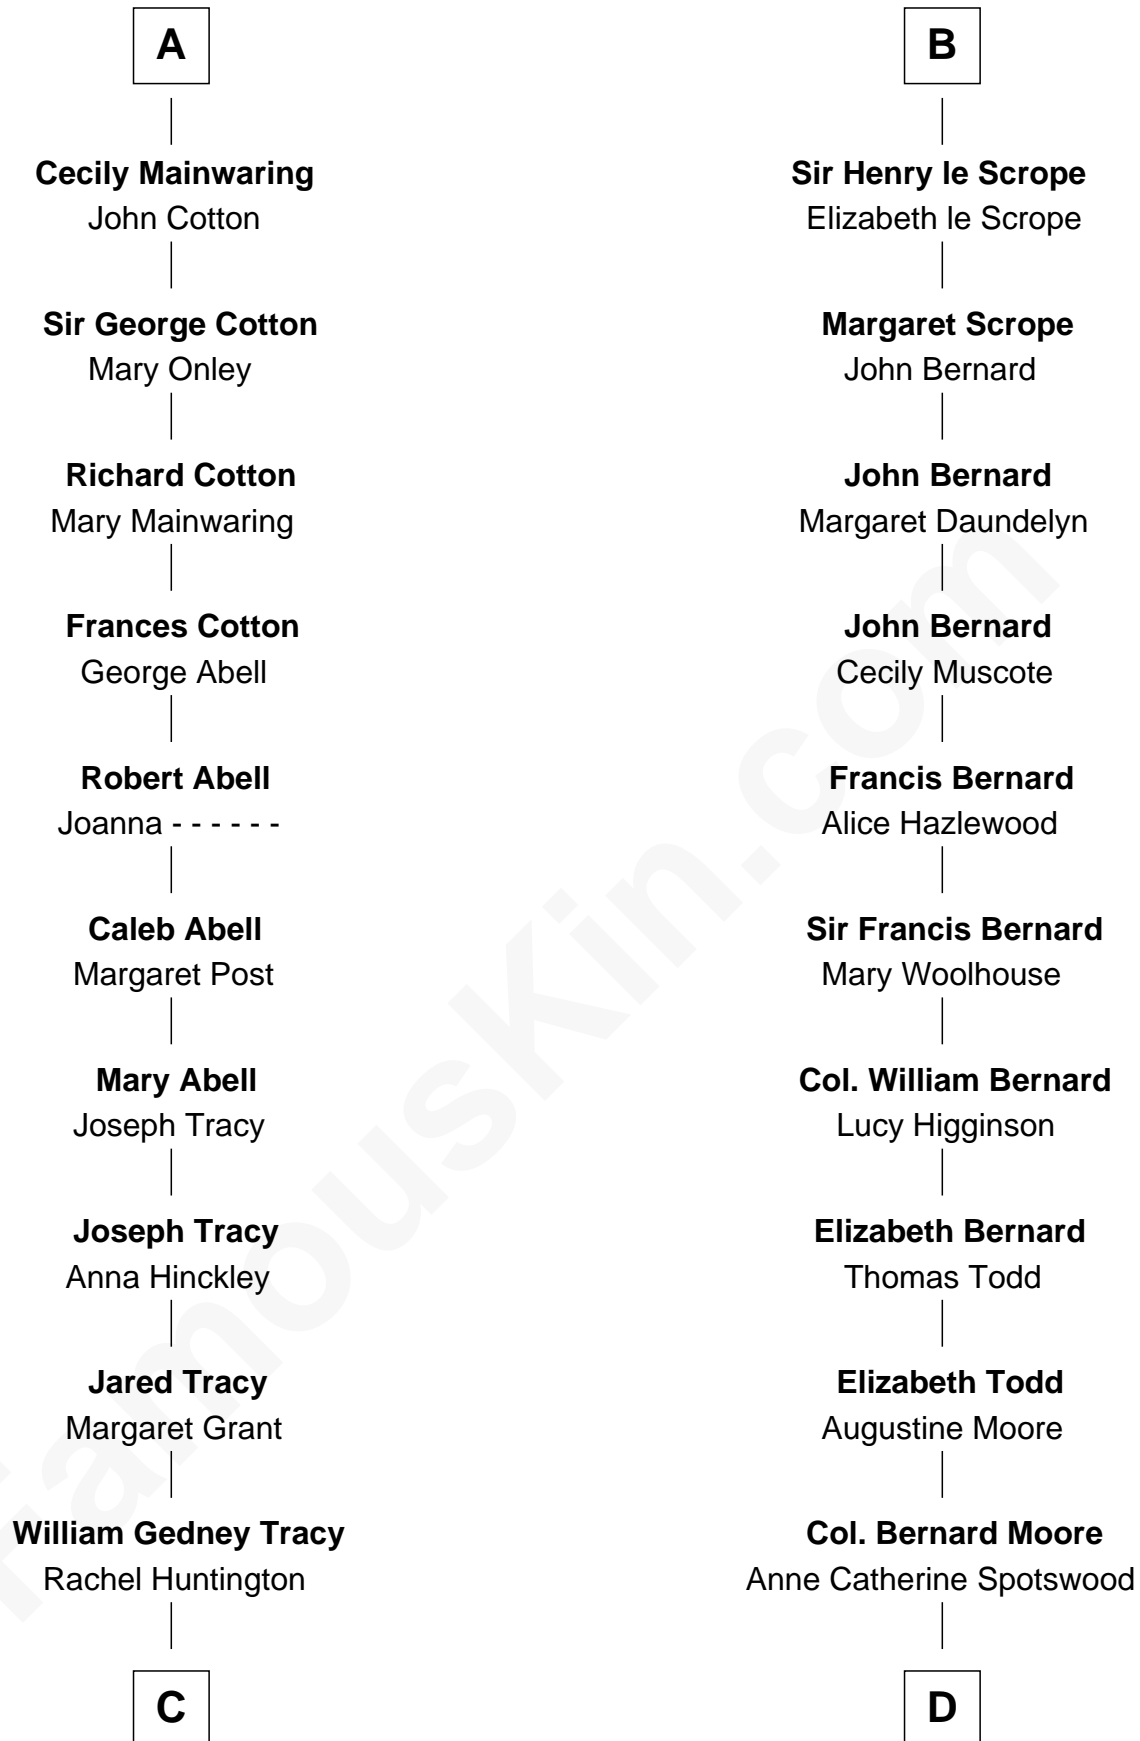 A
Cecily Mainwaring
John Cotton
Sir George Cotton
Mary Onley
Richard Cotton
Mary Mainwaring
Frances Cotton
George Abell
Robert Abell
Joanna - - - - - -
Caleb Abell
Margaret Post
Mary Abell
Joseph Tracy
Joseph Tracy
Anna Hinckley
Jared Tracy
Margaret Grant
William Gedney Tracy
Rachel Huntington
C
B
Sir Henry le Scrope
Elizabeth le Scrope
Margaret Scrope
John Bernard
John Bernard
Margaret Daundelyn
John Bernard
Cecily Muscote
Francis Bernard
Alice Hazlewood
Sir Francis Bernard
Mary Woolhouse
Col. William Bernard
Lucy Higginson
Elizabeth Bernard
Thomas Todd
Elizabeth Todd
Augustine Moore
Col. Bernard Moore
Anne Catherine Spotswood
D
FamousKin.com